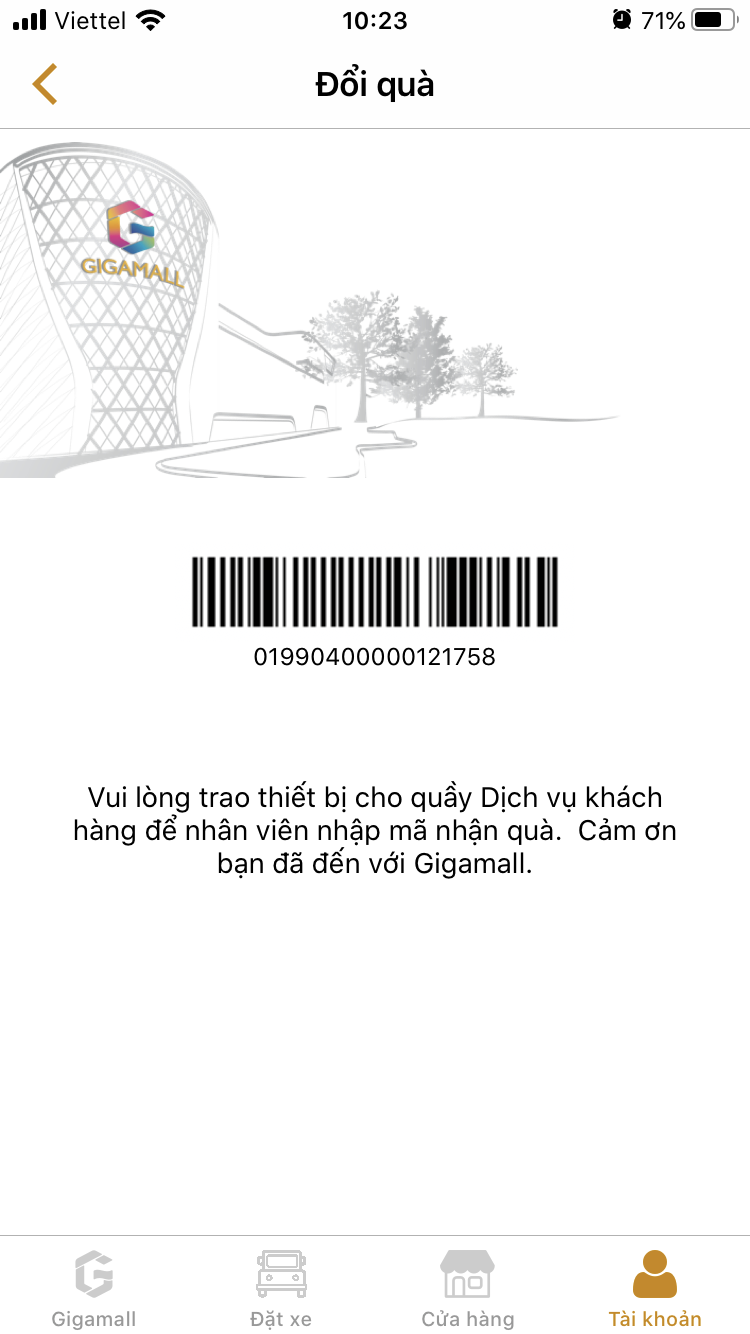 Viettel 10:23 71%
Đổi quà
GIGAMALL
01990400000121758
Vui lòng trao thiết bị cho quầy Dịch vụ khách
hàng để nhân viên nhập mã nhận quà.  Cảm ơn
bạn đã đến với Gigamall.
Gigamall Đặt xe Cửa hàng Tài khoản